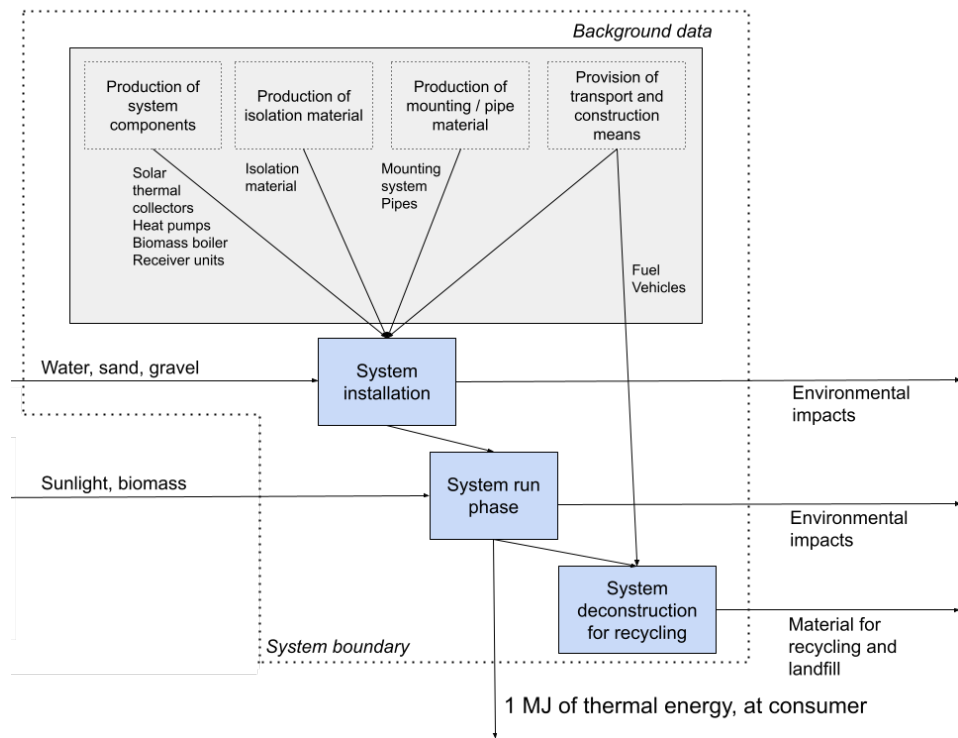 Background data
Production of
system
components
Production of
isolation material
Production of
mounting / pipe
material
Provision of
transport and
construction
means
Solar
thermal
collectors
Heat pumps
Biomass boiler
Receiver units
Isolation
material
Mounting
system
Pipes
Fuel
Vehicles
Water, sand, gravel
System
installation
Environmental
impacts
Sunlight, biomass
System run
phase
Environmental
impacts
System
deconstruction
for recycling
Material for
recycling and
landfill
System boundary
1 MJ of thermal energy, at consumer